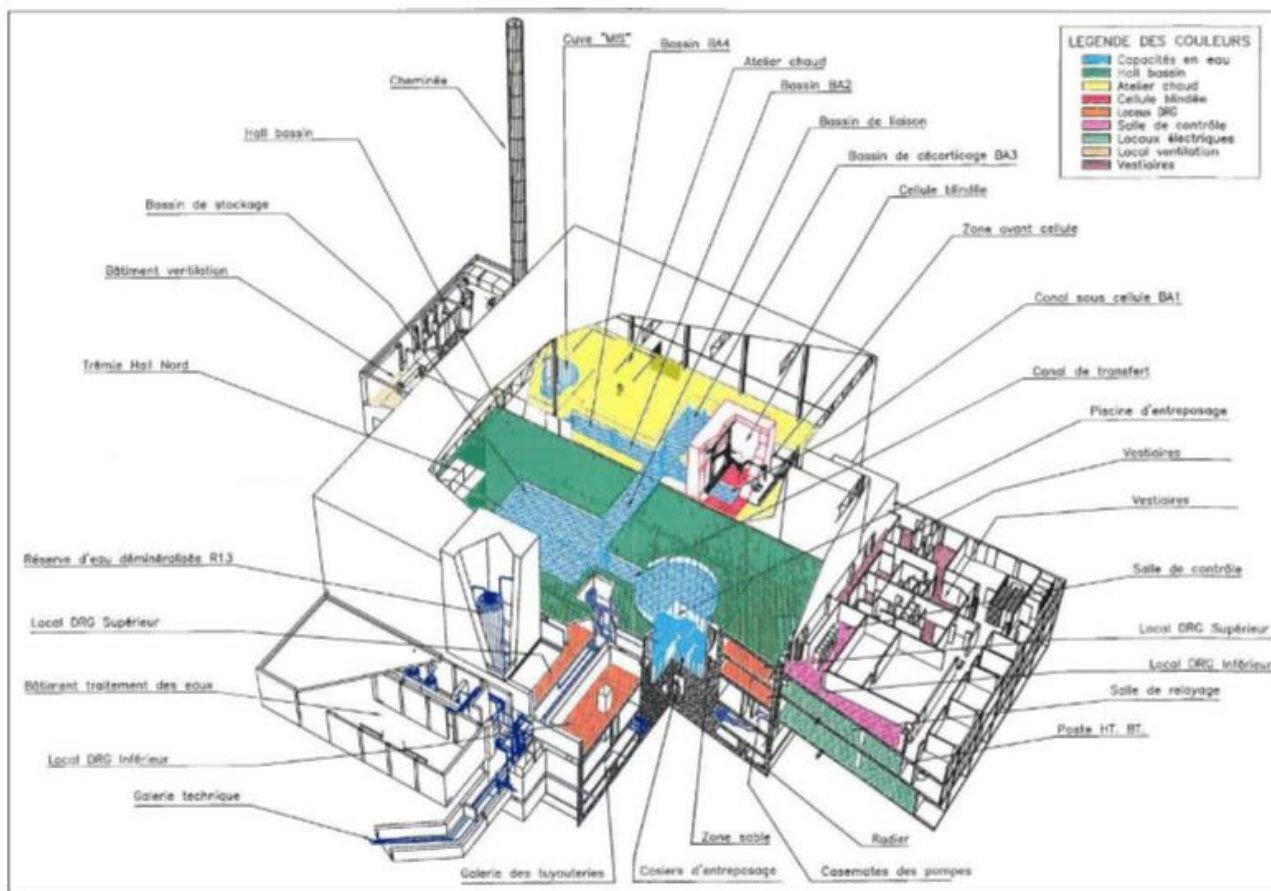 Cheminée
Hall bassin
Bassin de stockage
Bâtiment ventilation
Trémie Hall Nord
Réserve d'eau déminéralisée R13
Local DRG Supérieur
Bâtiment traitement des eaux
Local DRG Inférieur
Galerie technique
Galerie des tuyauteries
Casiers d'entreposage
Zone sable
Casemates des pompes
Radier
Cuve "MIS"
Bassin BA4
Atelier chaud
Bassin BA2
Bassin de liaison
Bassin de décorticage BA3
Cellule blindée
Zone avant cellule
Canal sous cellule BA1
Canal de transfert
Piscine d'entreposage
Vestiaires
Vestiaires
Salle de contrôle
Local DRG Supérieur
Local DRG Inférieur
Salle de relayage
Poste HT. BT.
LEGENDE DES COULEURS
Capacités en eau
Hall bassin
Atelier chaud
Cellule blindée
Locaux DRG
Salle de contrôle
Locaux électriques
Local ventilation
Vestiaires